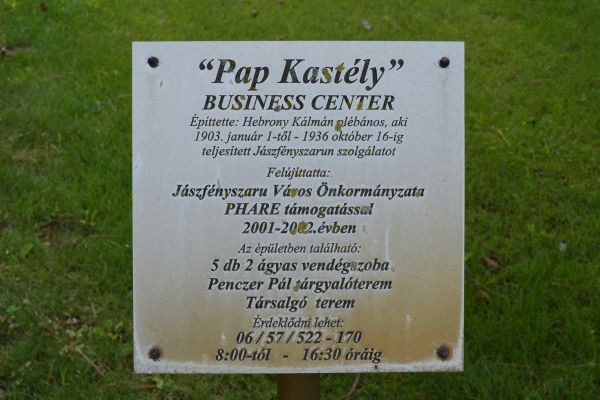 “Pap Kastély”
BUSINESS CENTER
Építtette: Hebrony Kálmán plébános, aki
1903. január 1-től - 1936 október 16-ig
teljesített Jászfényszarun szolgálatot
Felújíttatta:
Jászfényszaru Város Önkormányzata
PHARE támogatással
2001-2002.évben
Az épületben található:
5 db 2 ágyas vendégszoba
Penczer Pál tárgyalóterem
Társalgó terem
Érdeklődni lehet:
06 / 57 / 522 - 170
8:00-tól - 16:30 óráig